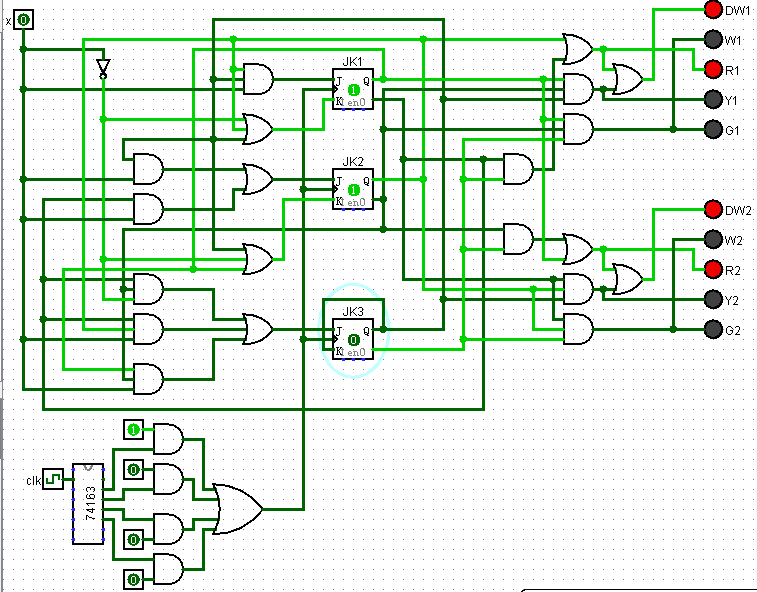 x 0
DW1
W1
R1
Y1
G1
JK1
J Q
1
K en0
JK2
J Q
1
K en0
DW2
W2
R2
Y2
G2
JK3
J Q
0
K en0
1
0
clk
74163
0
0